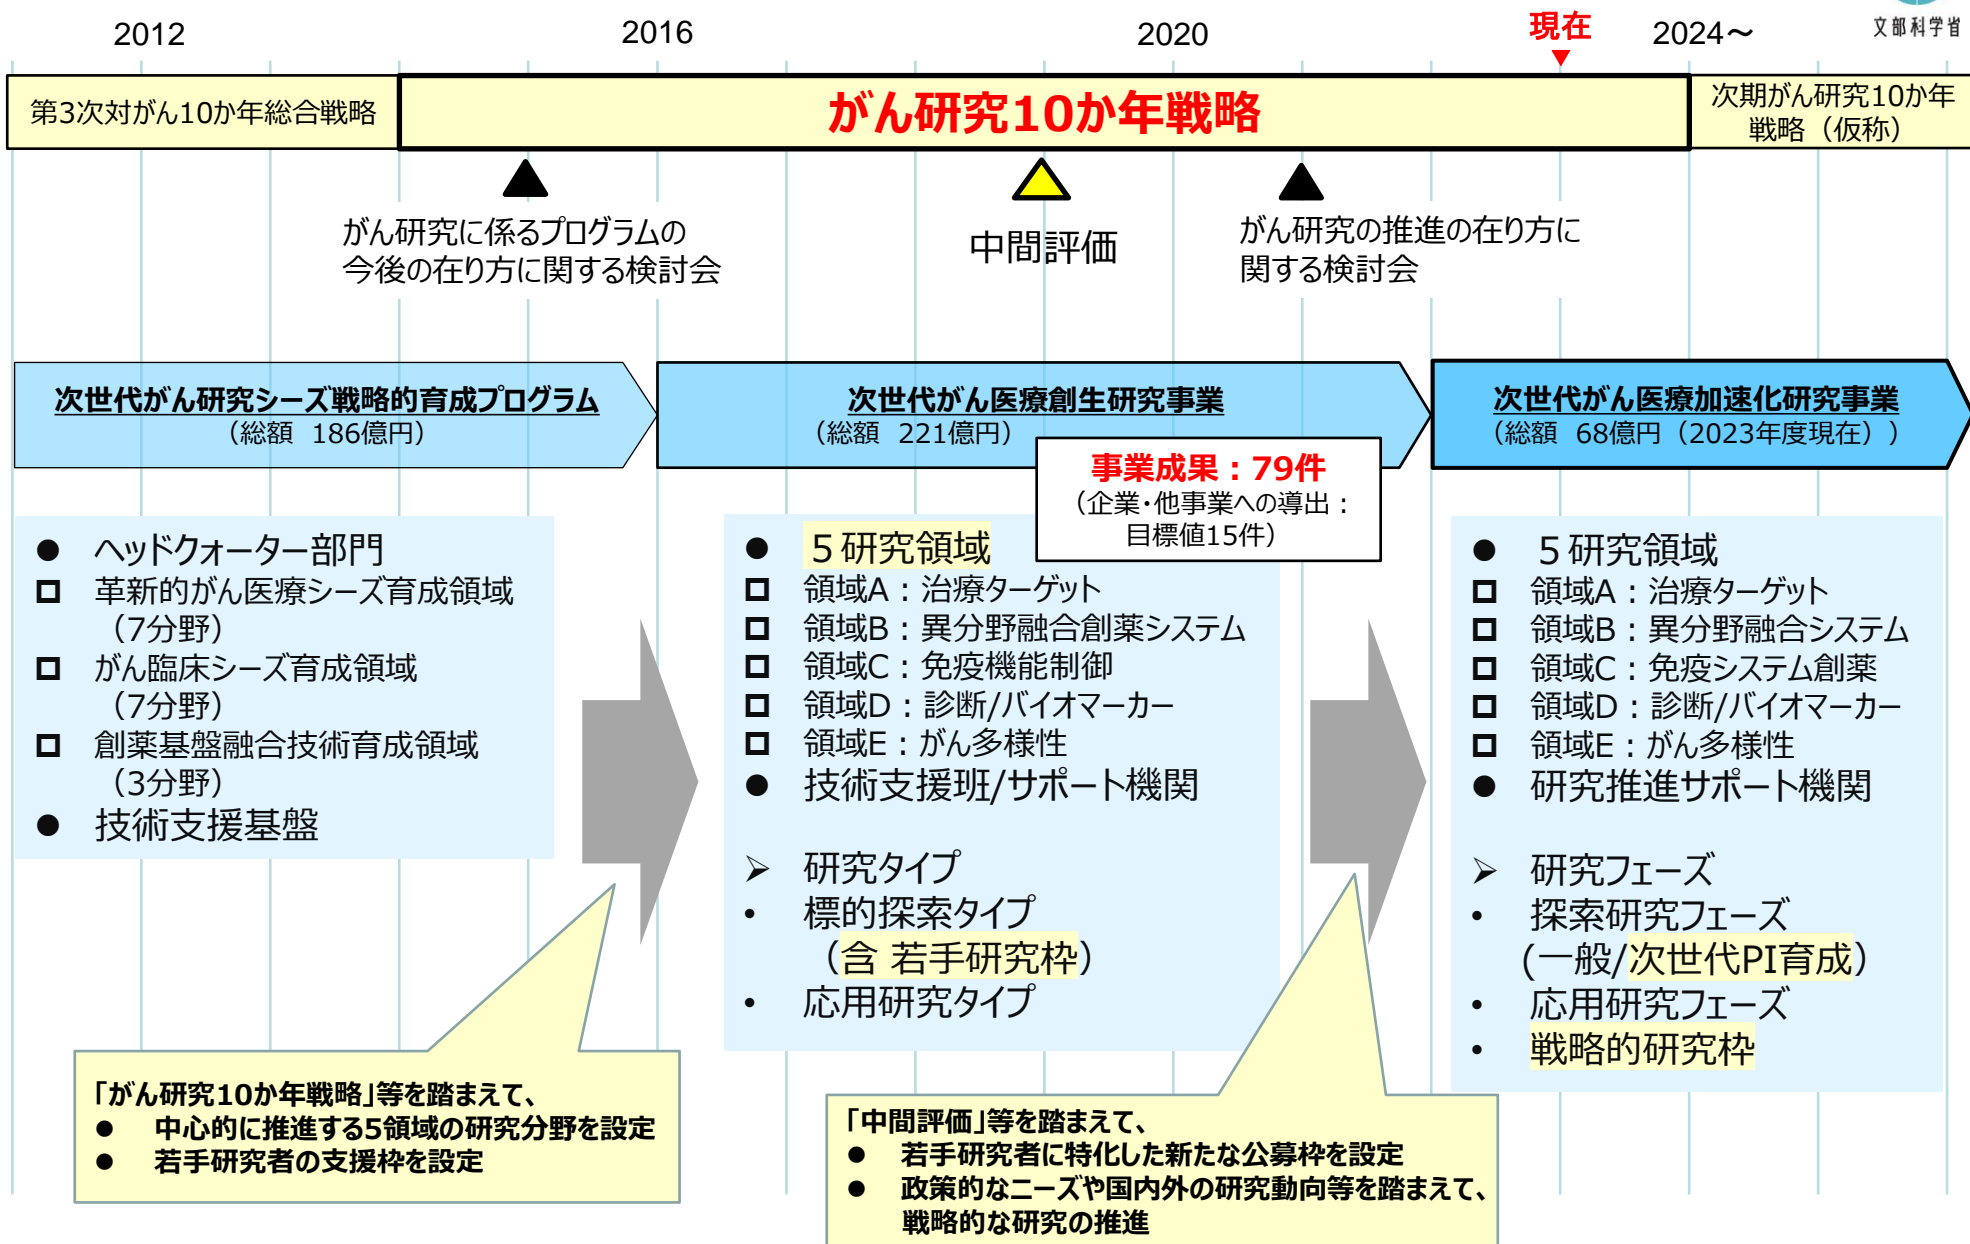 2012
2016
2020
現在
2024～
文部科学省
第3次対がん10か年総合戦略
がん研究10か年戦略
次期がん研究10か年
戦略（仮称）
がん研究に係るプログラムの
今後の在り方に関する検討会
中間評価
がん研究の推進の在り方に
関する検討会
次世代がん研究シーズ戦略的育成プログラム
（総額 186億円）
次世代がん医療創生研究事業
（総額 221億円）
次世代がん医療加速化研究事業
（総額 68億円（2023年度現在））
事業成果：79件
（企業・他事業への導出：
目標値15件）
● ヘッドクォーター部門
□ 革新的がん医療シーズ育成領域
（7分野）
□ がん臨床シーズ育成領域
（7分野）
□ 創薬基盤融合技術育成領域
（3分野）
● 技術支援基盤
● ５研究領域
□ 領域A：治療ターゲット
□ 領域B：異分野融合創薬システム
□ 領域C：免疫機能制御
□ 領域D：診断/バイオマーカー
□ 領域E：がん多様性
● 技術支援班/サポート機関
➢ 研究タイプ
• 標的探索タイプ
（含 若手研究枠）
• 応用研究タイプ
● ５研究領域
□ 領域A：治療ターゲット
□ 領域B：異分野融合システム
□ 領域C：免疫システム創薬
□ 領域D：診断/バイオマーカー
□ 領域E：がん多様性
● 研究推進サポート機関
➢ 研究フェーズ
• 探索研究フェーズ
(一般/次世代PI育成）
• 応用研究フェーズ
• 戦略的研究枠
「がん研究10か年戦略」等を踏まえて、
● 中心的に推進する5領域の研究分野を設定
● 若手研究者の支援枠を設定
「中間評価」等を踏まえて、
● 若手研究者に特化した新たな公募枠を設定
● 政策的なニーズや国内外の研究動向等を踏まえて、
戦略的な研究の推進